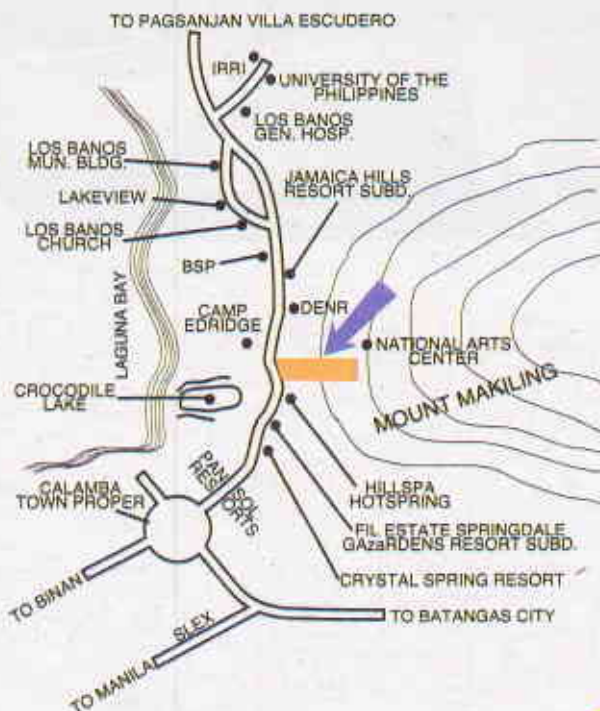 TO PAGSANJAN VILLA ESCUDERO
IRRI
UNIVERSITY OF THE
PHILIPPINES
LOS BANOS
GEN. HOSP.
LOS BANOS
MUN. BLDG.
JAMAICA HILLS
RESORT SUBD.
LAKEVIEW
LOS BANOS
CHURCH
BSP
LAGUNA BAY
CAMP
EDRIDGE
DENR
NATIONAL ARTS
CENTER
CROCODILE
LAKE
MOUNT MAKILING
PANSOL
RESORTS
HILLSPA
HOTSPRING
CALAMBA
TOWN PROPER
FIL ESTATE SPRINGDALE
GAzaRDENS RESORT SUBD.
CRYSTAL SPRING RESORT
TO BINAN
TO BATANGAS CITY
SLEX
TO MANILA